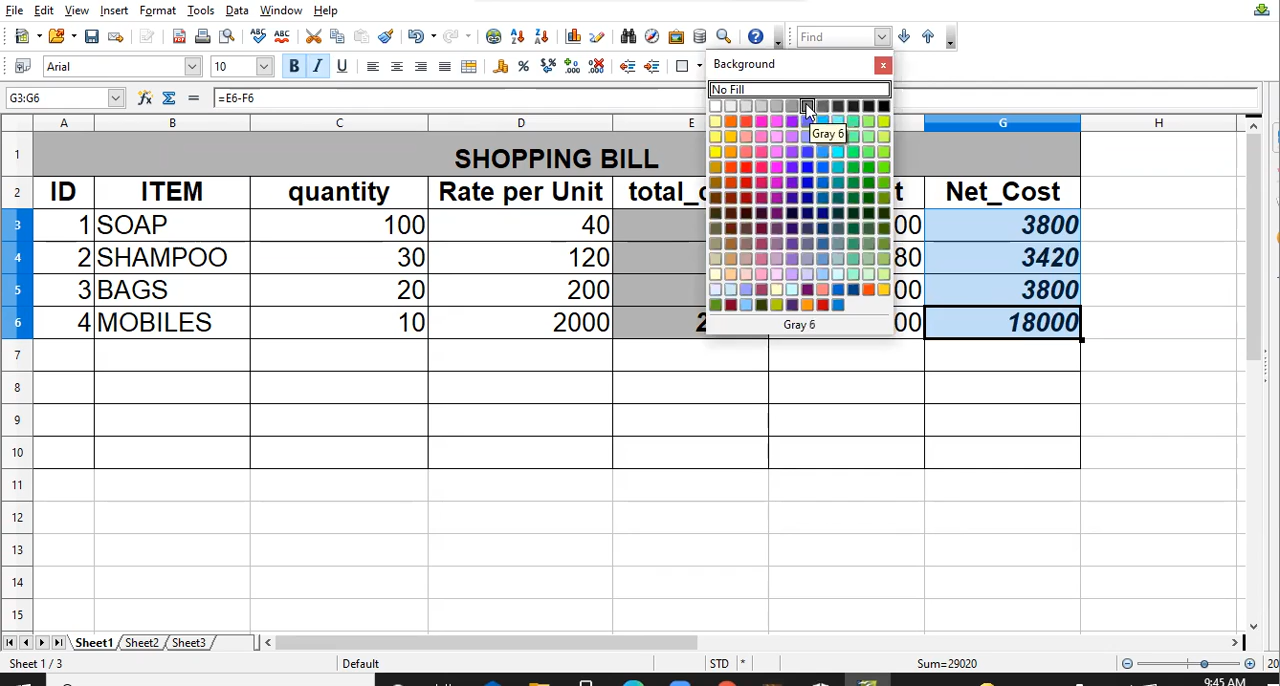 File Edit View Insert Format Tools Data Window Help
Find
Arial 10 B I U
Background
G3:G6 =E6-F6
No Fill
Gray 6
A B C D E G H
1 SHOPPING BILL
2 ID ITEM quantity Rate per Unit total_c t Net_Cost
3 1 SOAP 100 40 00 3800
4 2 SHAMPOO 30 120 80 3420
5 3 BAGS 20 200 00 3800
6 4 MOBILES 10 2000 2 00 18000
Gray 6
7
8
9
10
11
12
13
14
15
Sheet1 Sheet2 Sheet3
Sheet 1 / 3 Default STD * Sum=29020 20
9:45 AM